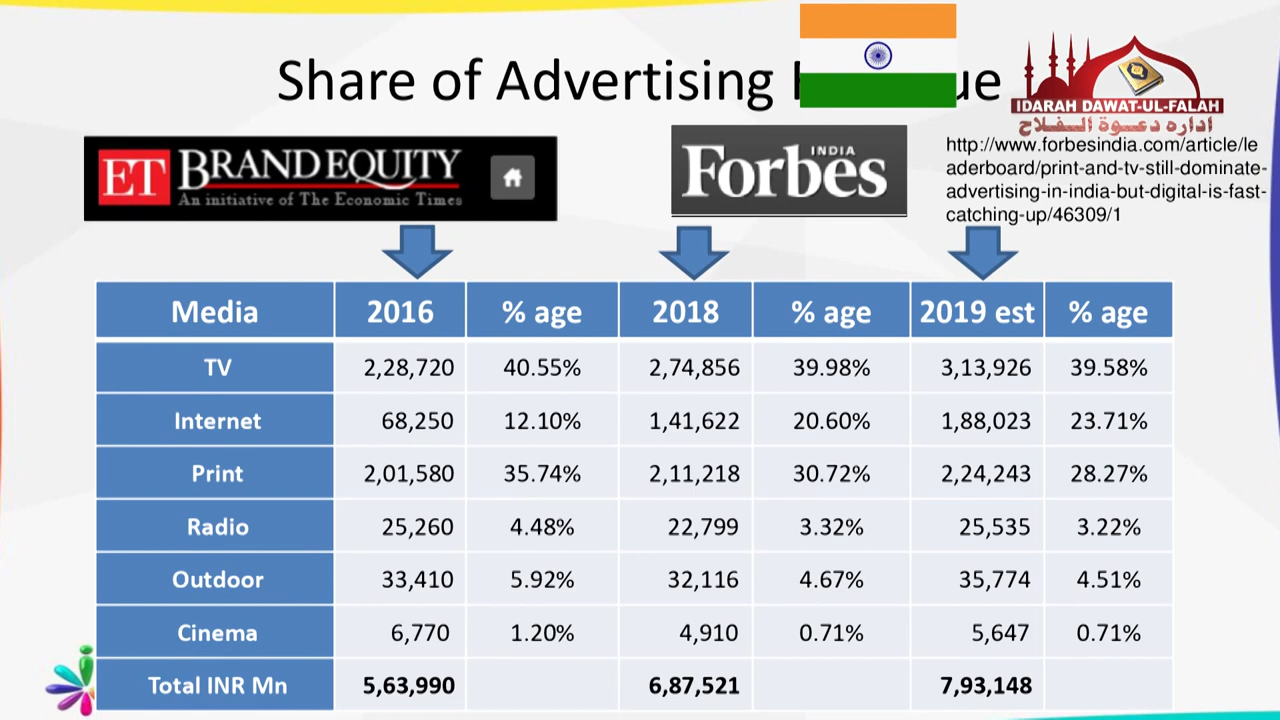 Share of Advertising
ue
IDARAH DAWAT-UL-FALAH
اداره دعوة الفلاح
ET BRAND EQUITY
An initiative of The Economic Times
Forbes
INDIA
http://www.forbesindia.com/article/le
aderboard/print-and-tv-still-dominate-
advertising-in-india-but-digital-is-fast-
catching-up/46309/1
Media 2016 % age 2018 % age 2019 est % age
TV 2,28,720 40.55% 2,74,856 39.98% 3,13,926 39.58%
Internet 68,250 12.10% 1,41,622 20.60% 1,88,023 23.71%
Print 2,01,580 35.74% 2,11,218 30.72% 2,24,243 28.27%
Radio 25,260 4.48% 22,799 3.32% 25,535 3.22%
Outdoor 33,410 5.92% 32,116 4.67% 35,774 4.51%
Cinema 6,770 1.20% 4,910 0.71% 5,647 0.71%
Total INR Mn 5,63,990 6,87,521 7,93,148